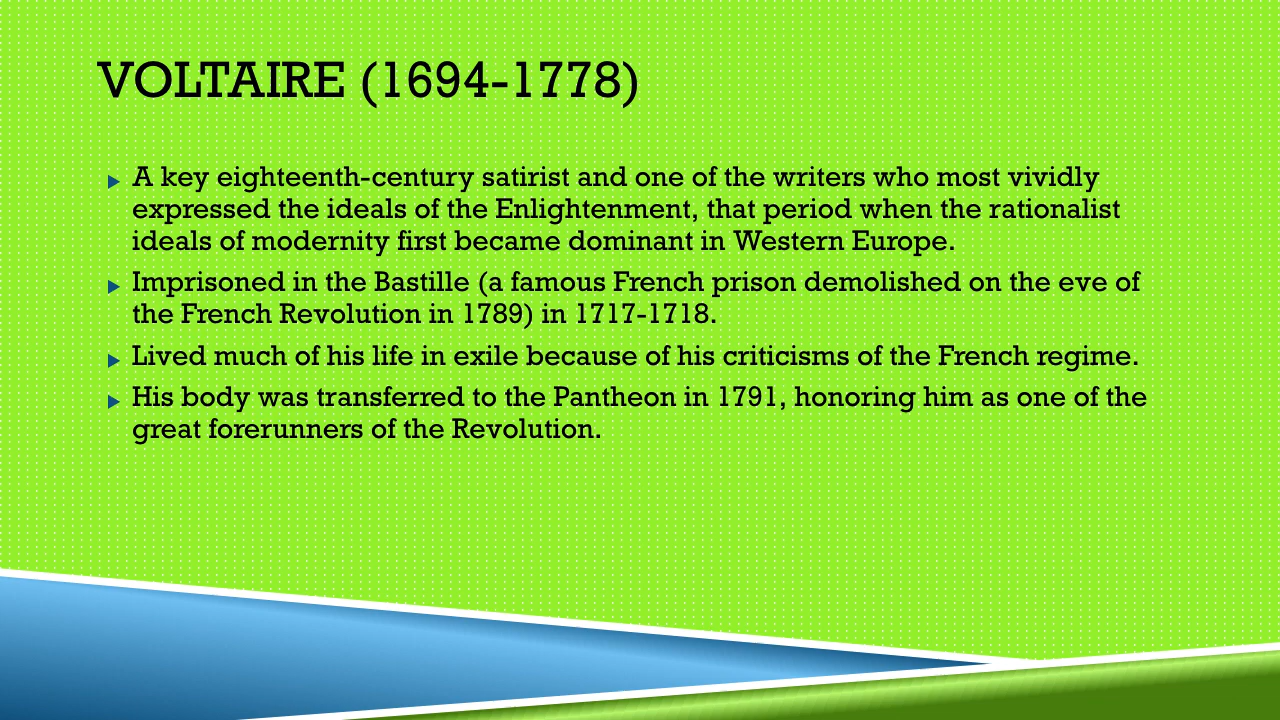 VOLTAIRE (1694-1778)
A key eighteenth-century satirist and one of the writers who most vividly
expressed the ideals of the Enlightenment, that period when the rationalist
ideals of modernity first became dominant in Western Europe.
Imprisoned in the Bastille (a famous French prison demolished on the eve of
the French Revolution in 1789) in 1717-1718.
Lived much of his life in exile because of his criticisms of the French regime.
His body was transferred to the Pantheon in 1791, honoring him as one of the
great forerunners of the Revolution.